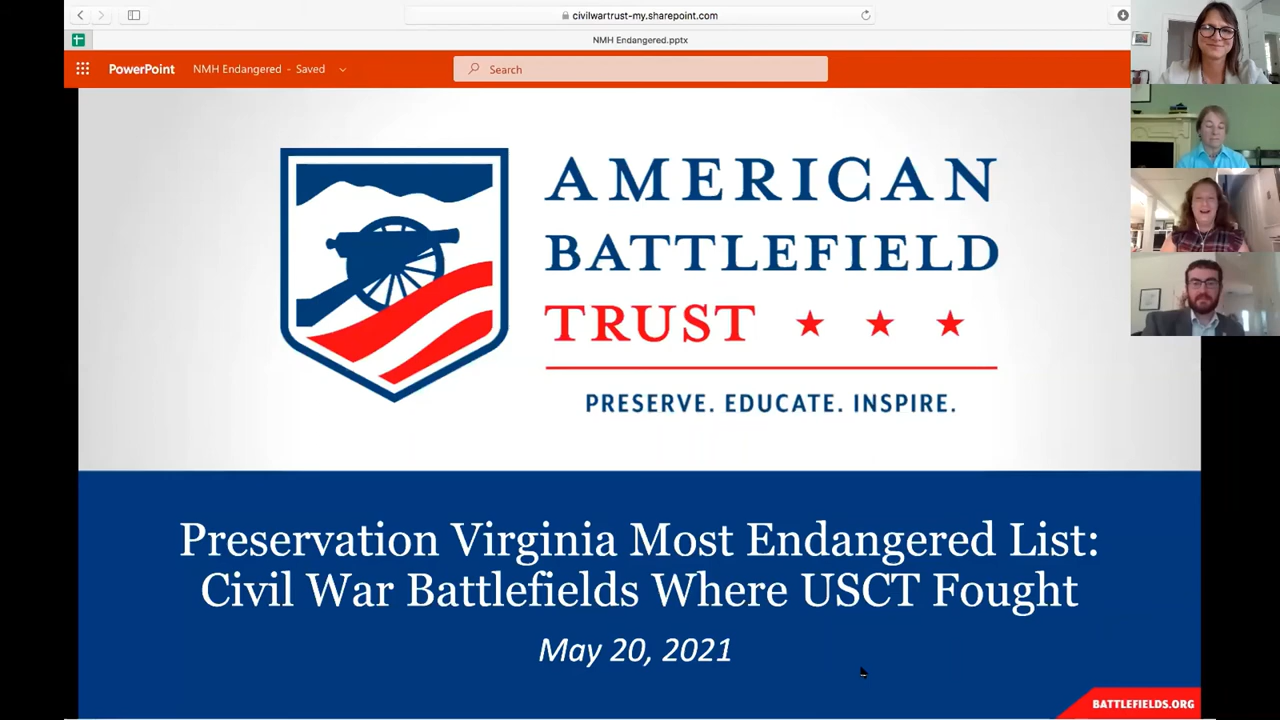 civilwartrust-my.sharepoint.com
NMH Endangered.pptx
PowerPoint NMH Endangered - Saved Search
AMERICAN
BATTLEFIELD
TRUST
PRESERVE. EDUCATE. INSPIRE.
Preservation Virginia Most Endangered List:
Civil War Battlefields Where USCT Fought
May 20, 2021
BATTLEFIELDS.ORG